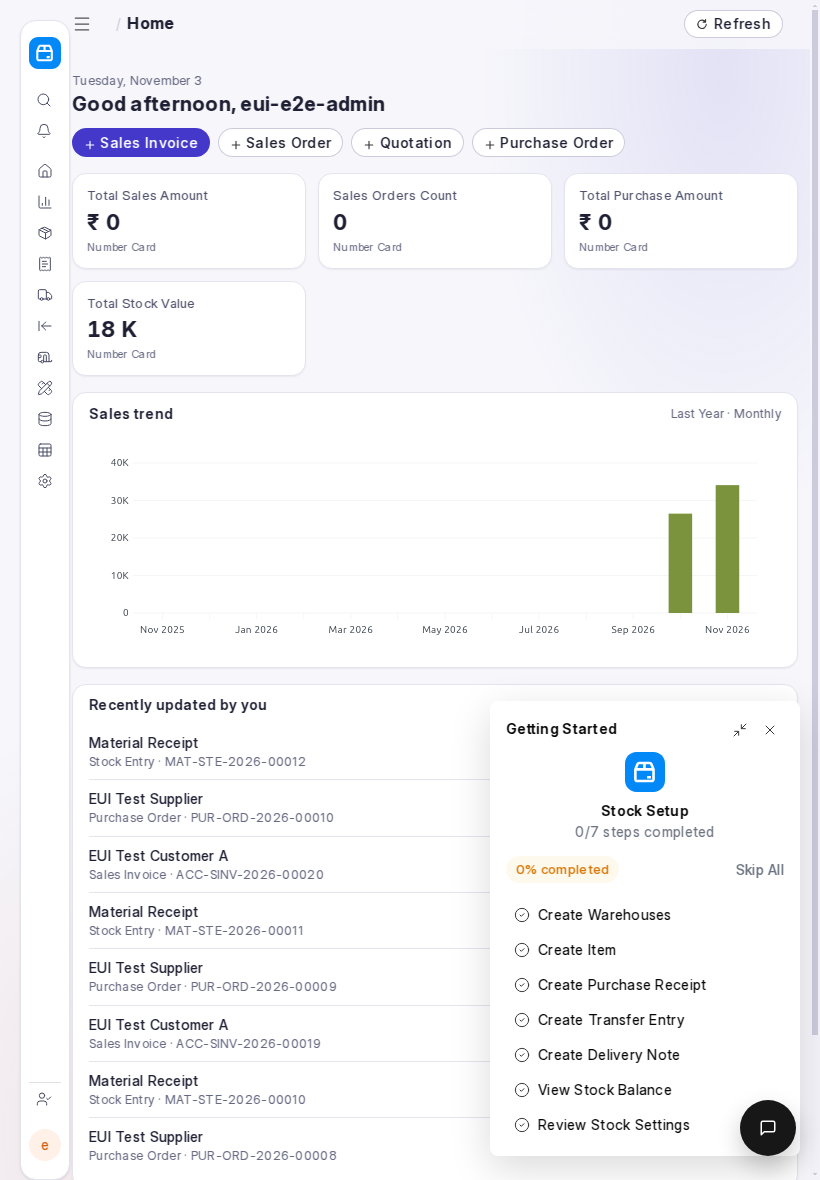 / Home
Refresh
Tuesday, November 3
Good afternoon, eui-e2e-admin
+ Sales Invoice
+ Sales Order
+ Quotation
+ Purchase Order
Total Sales Amount
₹ 0
Number Card
Sales Orders Count
0
Number Card
Total Purchase Amount
₹ 0
Number Card
Total Stock Value
18 K
Number Card
Sales trend
Last Year · Monthly
40K
30K
20K
10K
0
Nov 2025
Jan 2026
Mar 2026
May 2026
Jul 2026
Sep 2026
Nov 2026
Recently updated by you
Material Receipt
Stock Entry · MAT-STE-2026-00012
EUI Test Supplier
Purchase Order · PUR-ORD-2026-00010
EUI Test Customer A
Sales Invoice · ACC-SINV-2026-00020
Material Receipt
Stock Entry · MAT-STE-2026-00011
EUI Test Supplier
Purchase Order · PUR-ORD-2026-00009
EUI Test Customer A
Sales Invoice · ACC-SINV-2026-00019
Material Receipt
Stock Entry · MAT-STE-2026-00010
EUI Test Supplier
Purchase Order · PUR-ORD-2026-00008
Getting Started
Stock Setup
0/7 steps completed
0% completed
Skip All
Create Warehouses
Create Item
Create Purchase Receipt
Create Transfer Entry
Create Delivery Note
View Stock Balance
Review Stock Settings
e